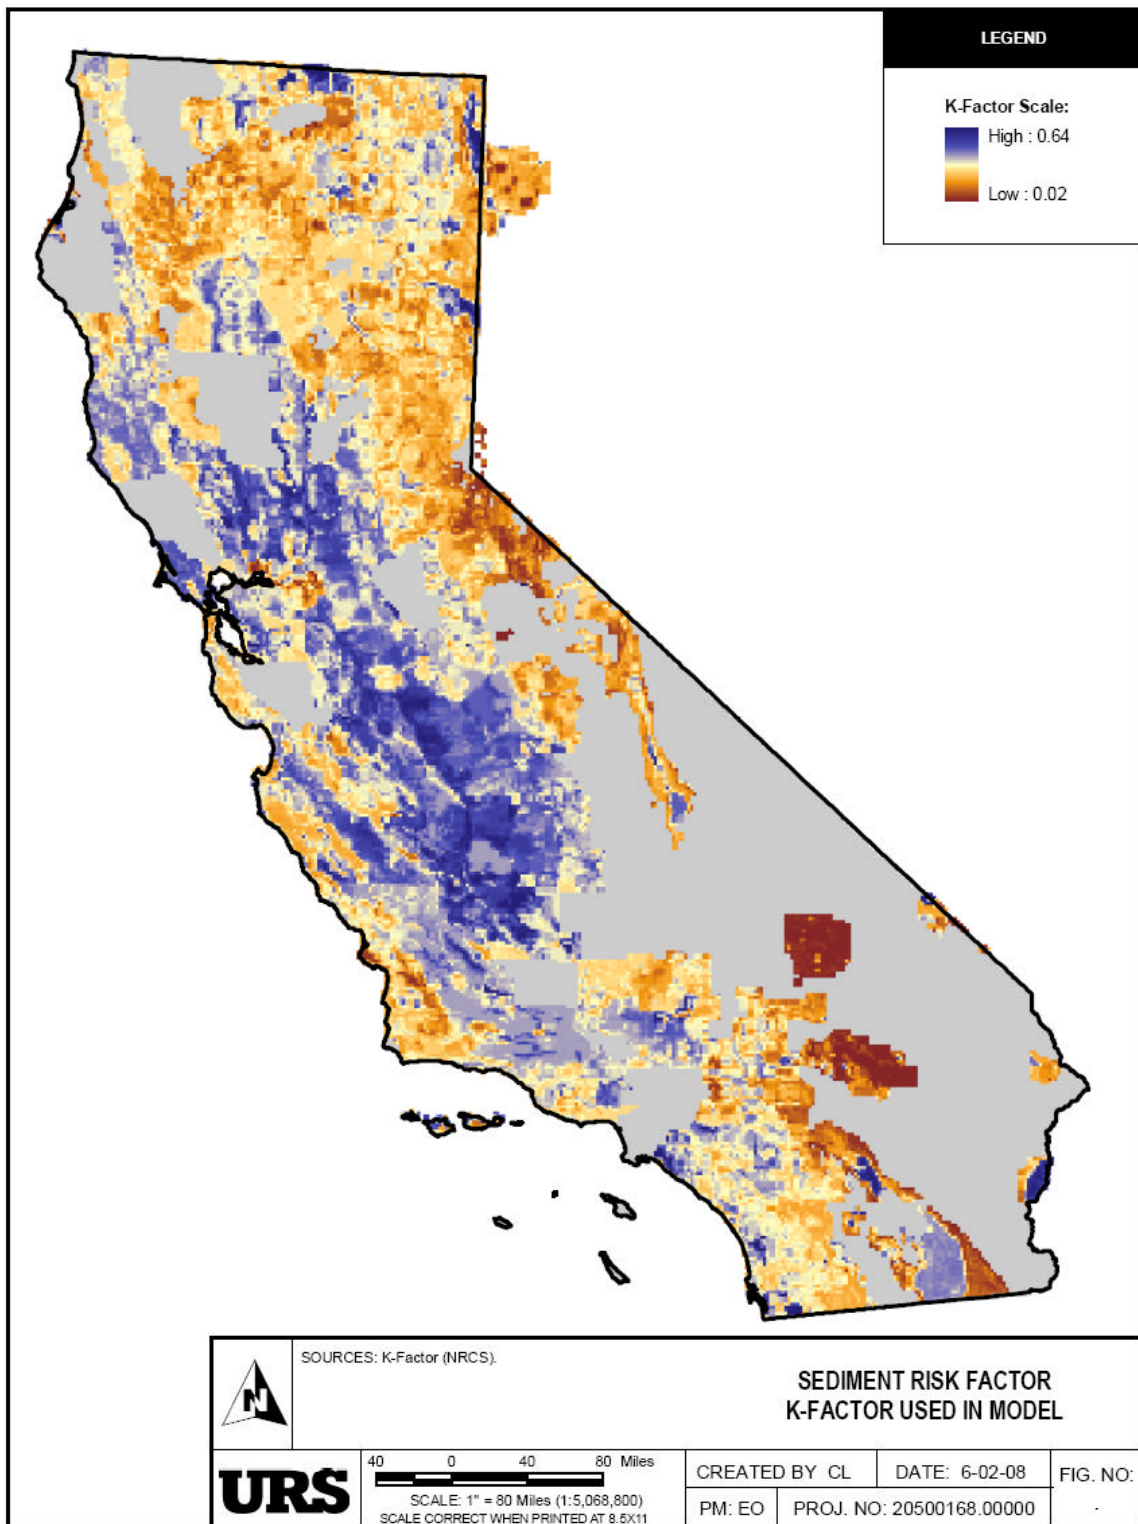 LEGEND
K-Factor Scale:
High : 0.64
Low : 0.02
SOURCES: K-Factor (NRCS).
N
SEDIMENT RISK FACTOR
K-FACTOR USED IN MODEL
URS
40 0 40 80 Miles
SCALE: 1" = 80 Miles (1:5,068,800)
SCALE CORRECT WHEN PRINTED AT 8.5X11
CREATED BY CL
DATE: 6-02-08
FIG. NO:
PM: EO
PROJ. NO: 20500168.00000
-